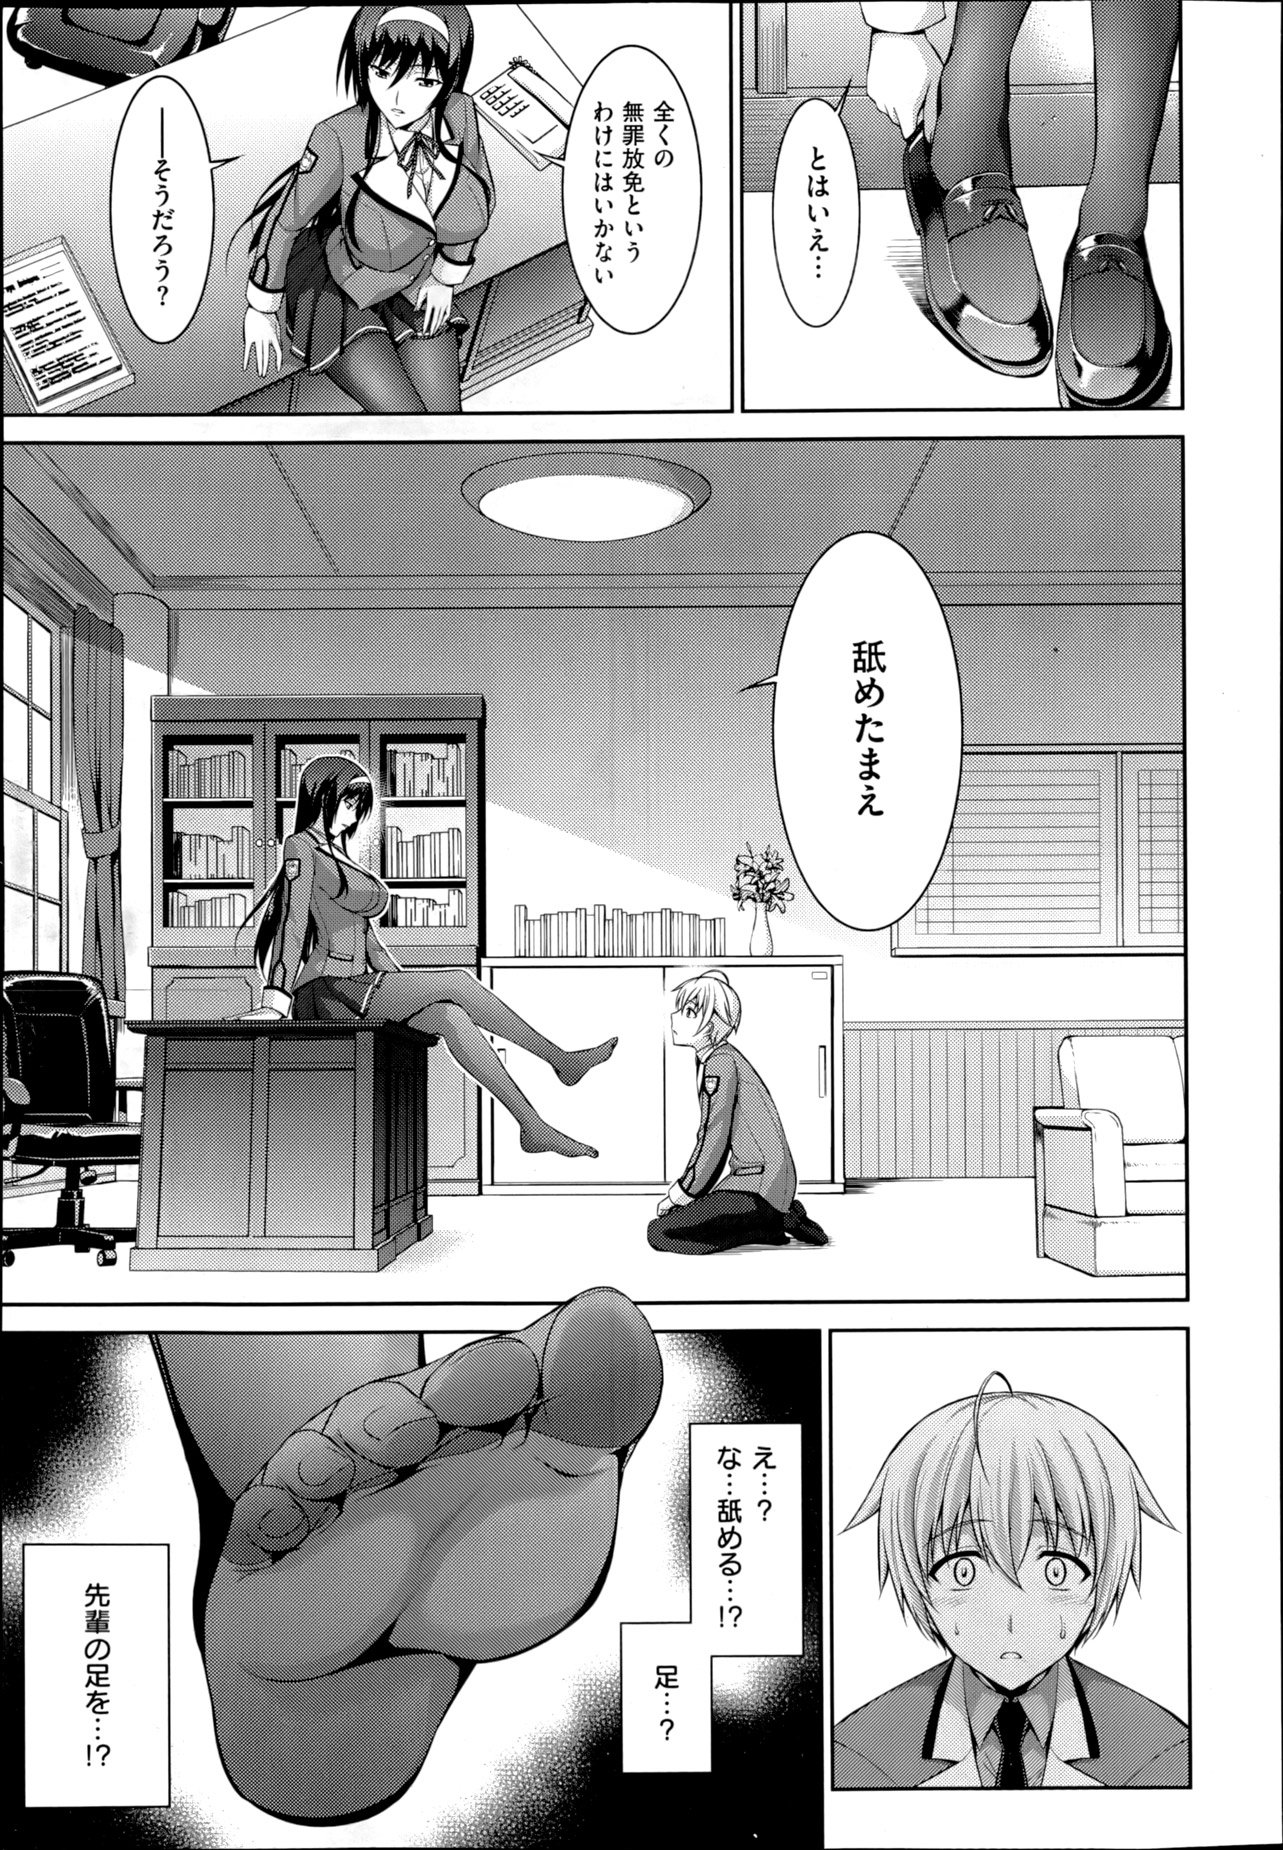 とはいえ…
全くの
無罪放免という
わけにはいかない
──そうだろう？
舐めたまえ
え…？
な…舐める…!?
足…？
先輩の足を…!?